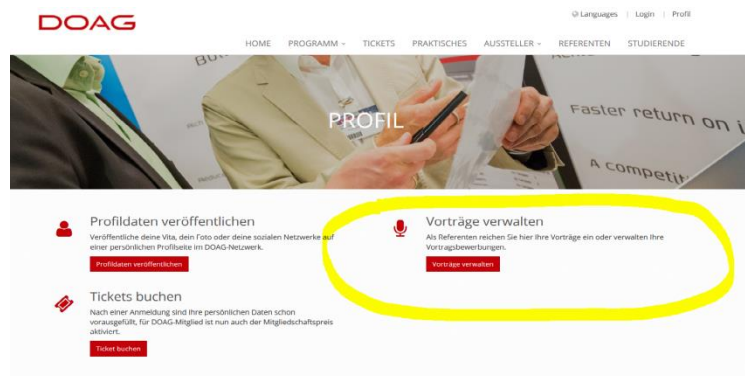 DOAG
Languages | Login | Profil
HOME PROGRAMM TICKETS PRAKTISCHES AUSSTELLER REFERENTEN STUDIERENDE
Faster return on i
PROFIL
A competit
Profildaten veröffentlichen
Veröffentliche deine Vita, dein Foto oder deine sozialen Netzwerke auf
einer persönlichen Profilseite im DOAG-Netzwerk.
Profildaten veröffentlichen
Vorträge verwalten
Als Referenten reichen Sie hier Ihre Vorträge ein oder verwalten Ihre
Vortragsbewerbungen.
Vorträge verwalten
Tickets buchen
Nach einer Anmeldung sind Ihre persönlichen Daten schon
vorausgefüllt, für DOAG-Mitglied ist nun auch der Mitgliedschaftspreis
aktiviert.
Ticket buchen